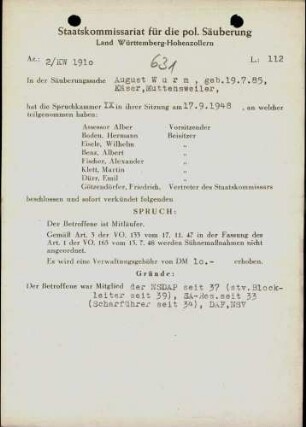 Staatskommissariat für die pol. Säuberung
Land Württemberg-Hohenzollern
Az.: 2/KN 1910
631
L: 112
In der Säuberungssache August Wurm, geb.19.7.85,
Käser, Muttensweiler,
hat die Spruchkammer IX in ihrer Sitzung am 17.9.1948, an welcher
teilgenommen haben:
Assessor Alber Vorsitzender
Boden, Hermann Beisitzer
Eisele, Wilhelm „
Benz, Albert „
Fischer, Alexander „
Klett, Martin „
Dürr, Emil „
Götzendörfer, Friedrich, Vertreter des Staatskommissars
beschlossen und sofort verkündet folgenden
SPRUCH:
Der Betroffene ist Mitläufer.
Gemäß Art. 3 der VO. 133 vom 17. 11. 47 in der Fassung des
Art. 1 der VO. 165 vom 13. 7. 48 werden Sühnemaßnahmen nicht
angeordnet.
Es wird eine Verwaltungsgebühr von DM 10.- erhoben.
Gründe:
Der Betroffene war Mitglied der NSDAP seit 37 (stv.Block-
leiter seit 39), SA-Res.seit 33
(Scharführer seit 34), DAF,NSV